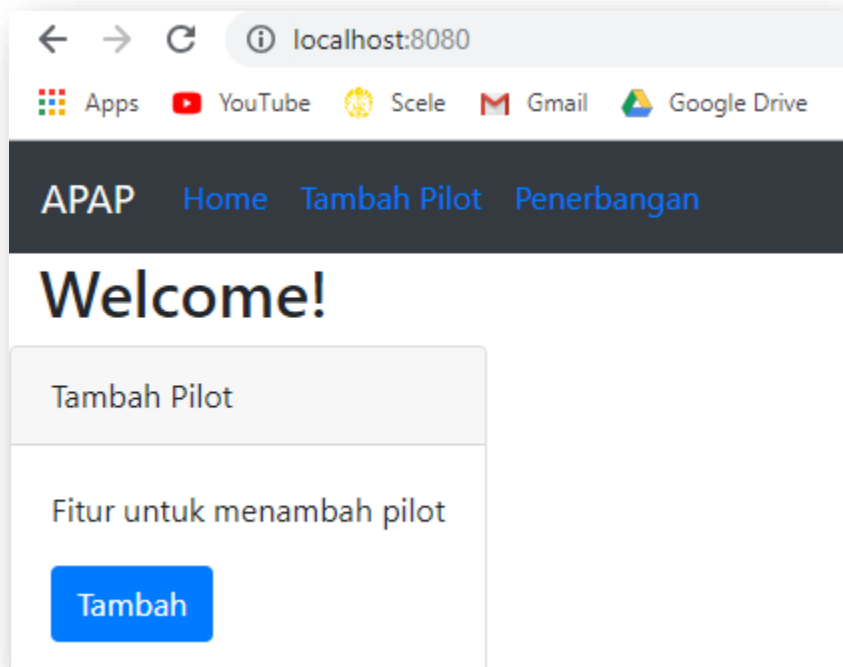 localhost:8080
Apps YouTube Scele Gmail Google Drive
APAP Home Tambah Pilot Penerbangan
Welcome!
Tambah Pilot
Fitur untuk menambah pilot
Tambah